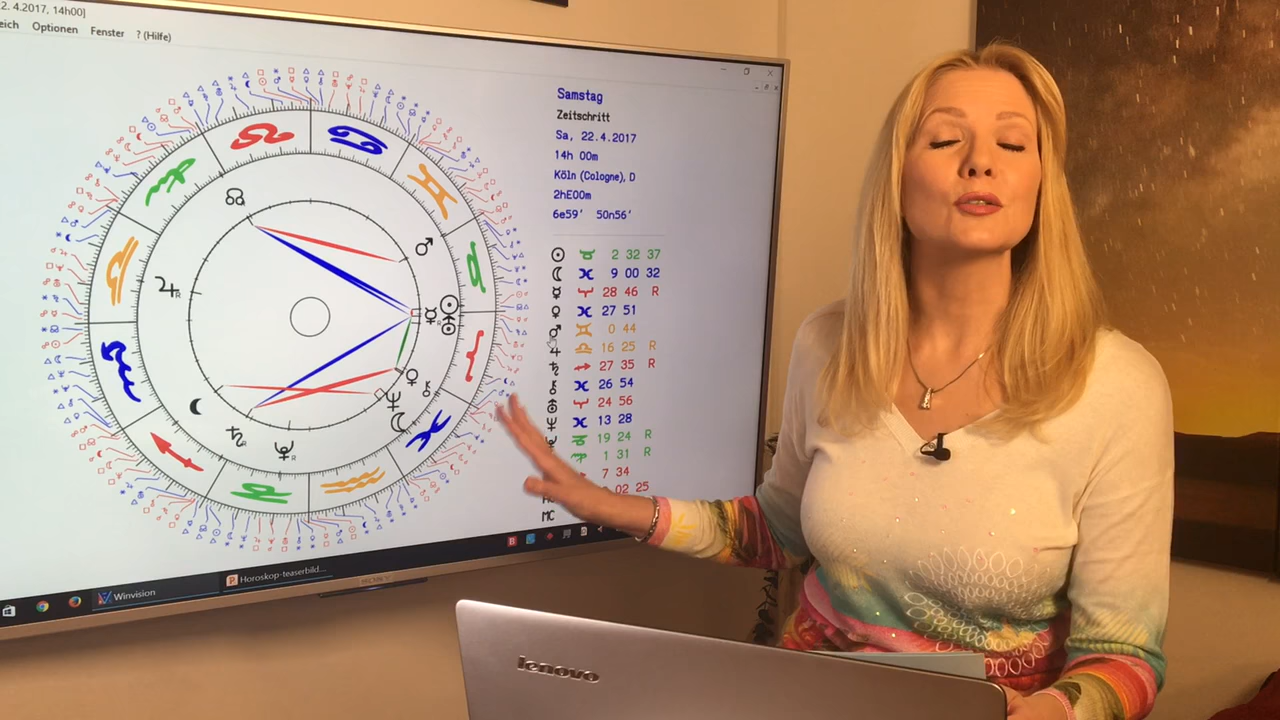 2. 4.2017, 14h00]
eich Optionen Fenster ? (Hilfe)
Samstag
Zeitschritt
Sa, 22.4.2017
14h 00m
Köln (Cologne), D
2hE00m
6e59' 50n56'
☉ ♉ 2 32 37
☾ ♓ 9 00 32
☿ ♈ 28 46 R
♀ ♓ 27 51
♂ ♊ 0 44
♃ ♎ 16 25 R
♄ ♐ 27 35 R
⚷ ♓ 26 54
♅ ♈ 24 56
♆ ♓ 13 28
♑ 19 24 R
♍ 1 31 R
7 34
02 25
MC
Horoskop-teaserbild...
Winvision
lenovo